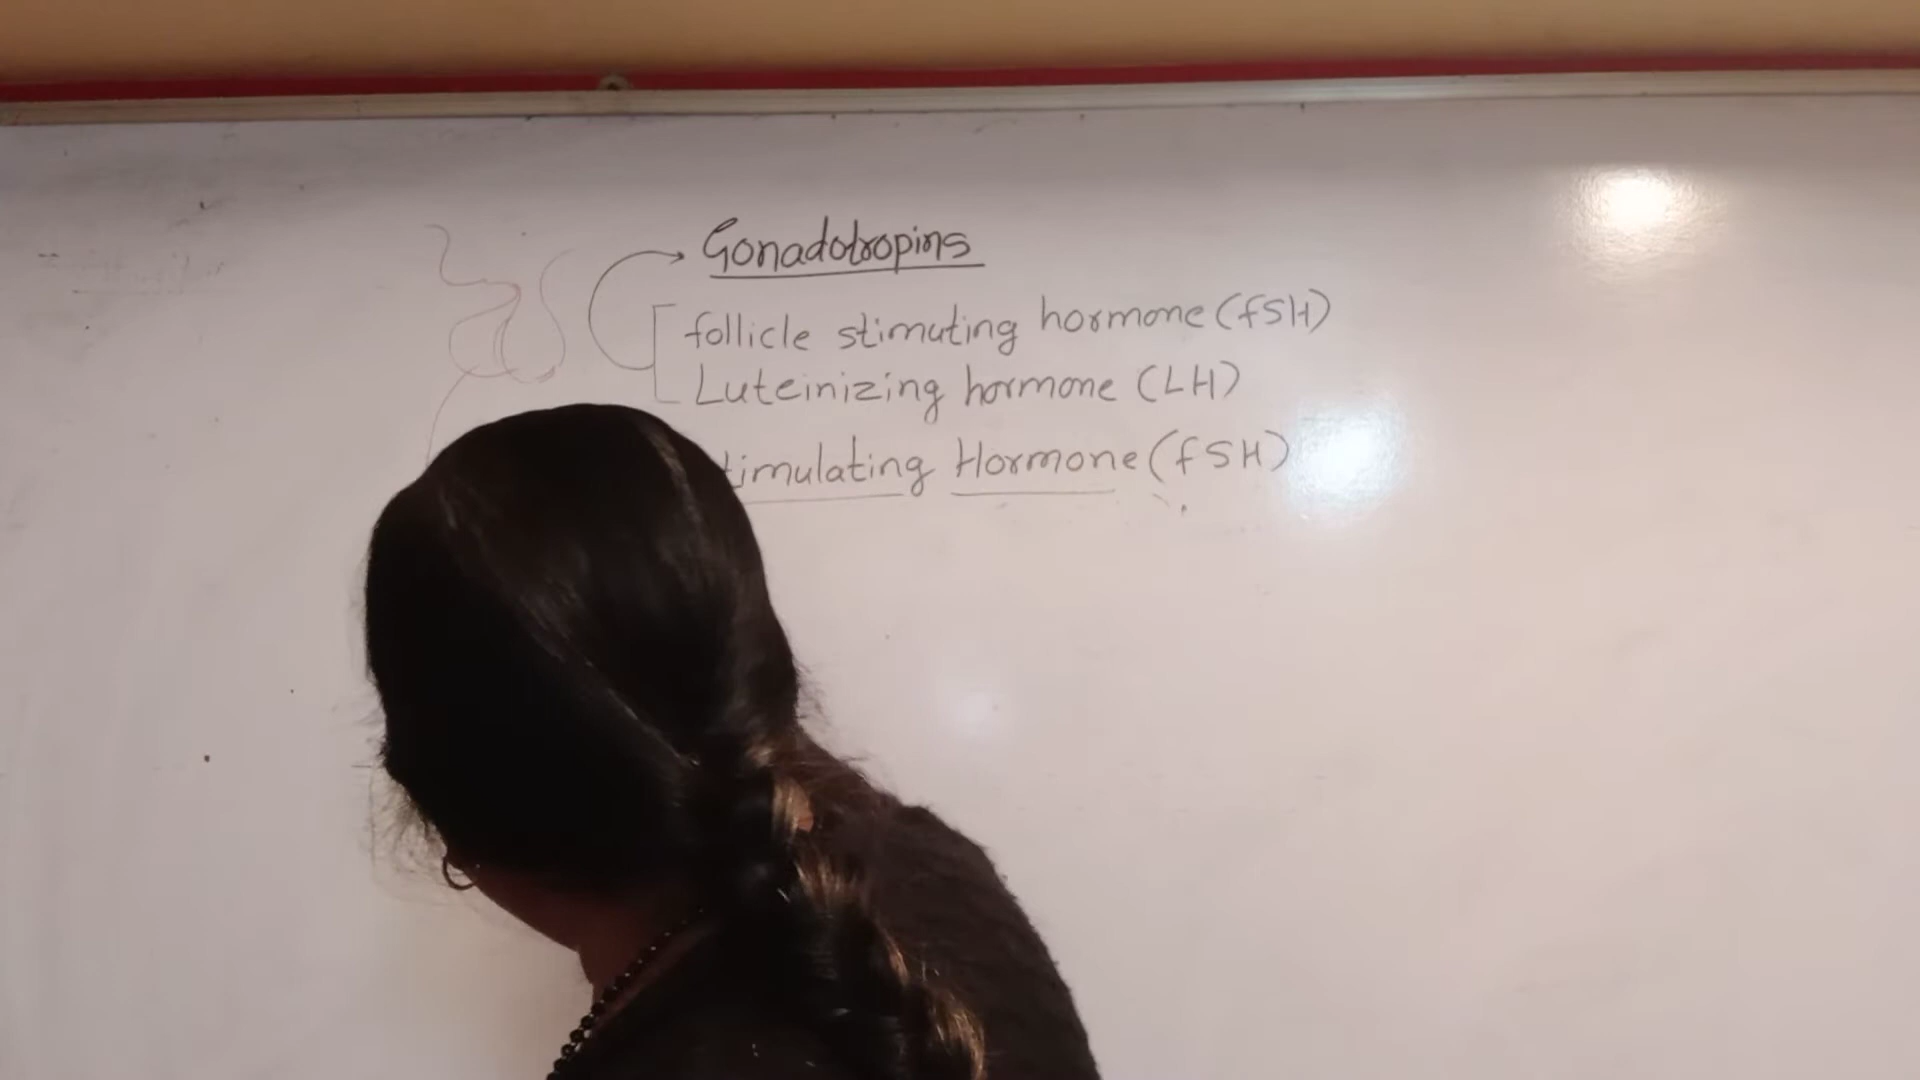 Gonadotropins
follicle stimuting hormone (fSH)
Luteinizing hormone (LH)
timulating Hormone (fSH)